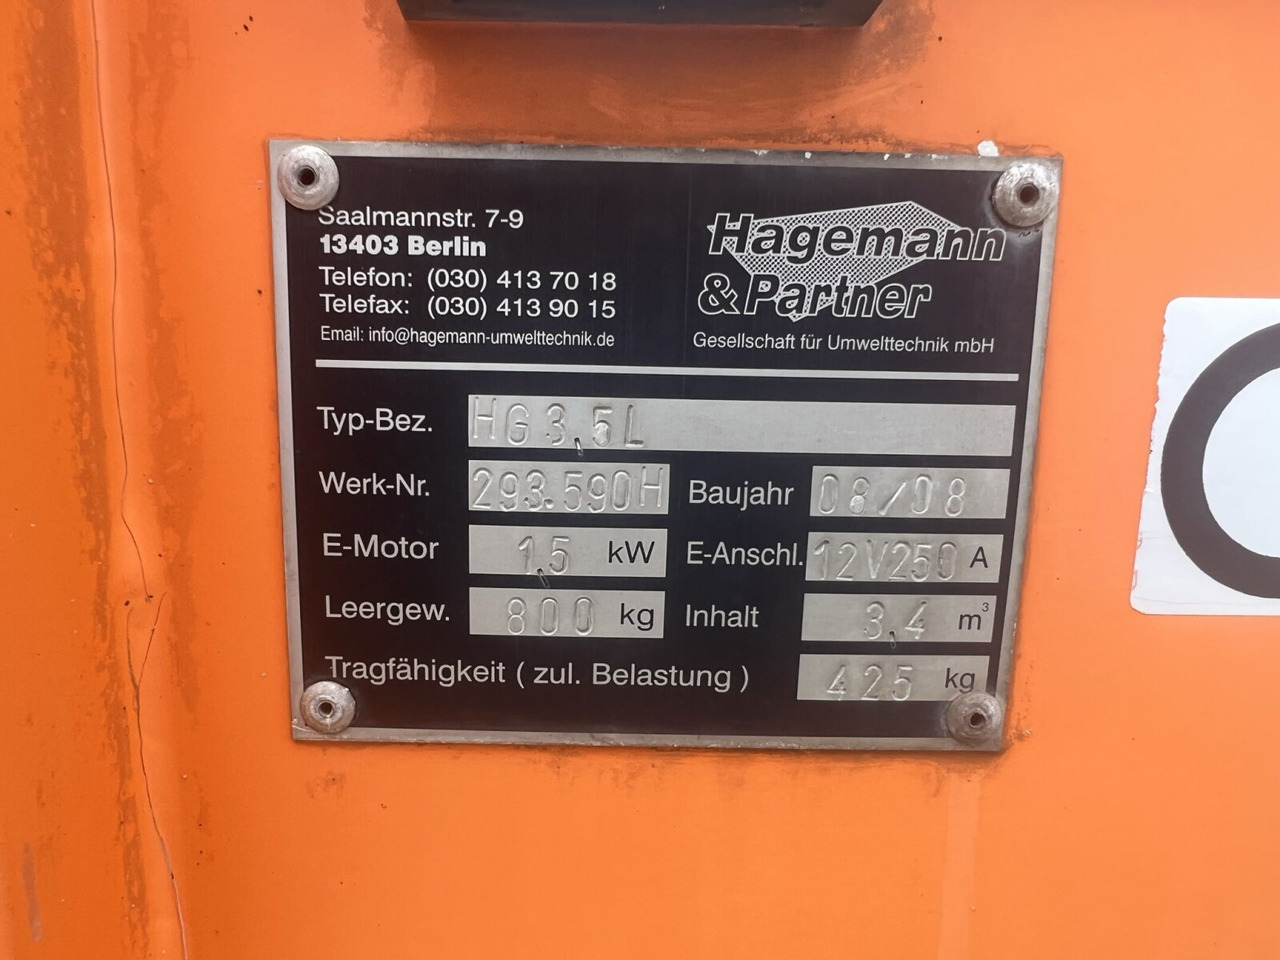 Saalmannstr. 7-9
13403 Berlin
Telefon: (030) 413 70 18
Telefax: (030) 413 90 15
Email: info@hagemann-umwelttechnik.de
Hagemann
& Partner
Gesellschaft für Umwelttechnik mbH
Typ-Bez. HG 3,5L
Werk-Nr. 293.590H Baujahr 08/08
E-Motor 1,5 kW E-Anschl. 12V250 A
Leergew. 800 kg Inhalt 3,4 m³
Tragfähigkeit ( zul. Belastung ) 425 kg